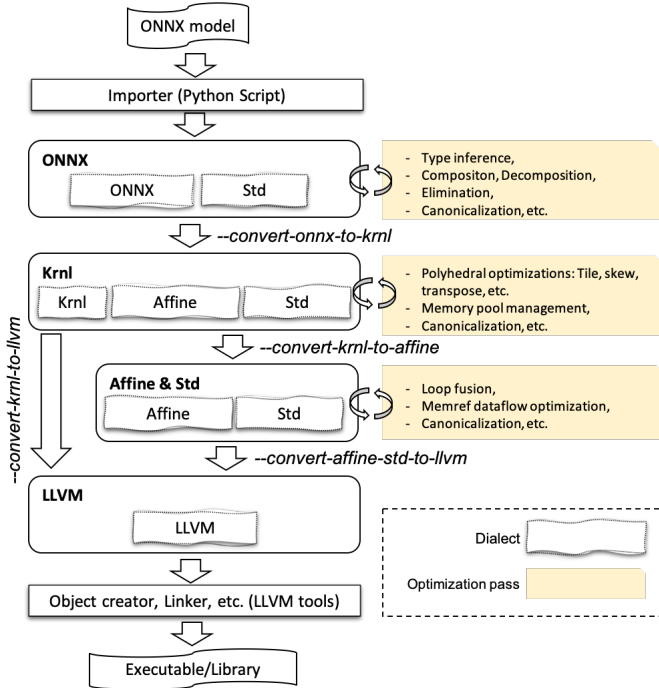 ONNX model
Importer (Python Script)
ONNX
ONNX
Std
- Type inference,
- Compositon, Decomposition,
- Elimination,
- Canonicalization, etc.
--convert-onnx-to-krnl
Krnl
Krnl
Affine
Std
- Polyhedral optimizations: Tile, skew,
transpose, etc.
- Memory pool management,
- Canonicalization, etc.
--convert-krnl-to-llvm
--convert-krnl-to-affine
Affine & Std
Affine
Std
- Loop fusion,
- Memref dataflow optimization,
- Canonicalization, etc.
--convert-affine-std-to-llvm
LLVM
LLVM
Dialect
Optimization pass
Object creator, Linker, etc. (LLVM tools)
Executable/Library